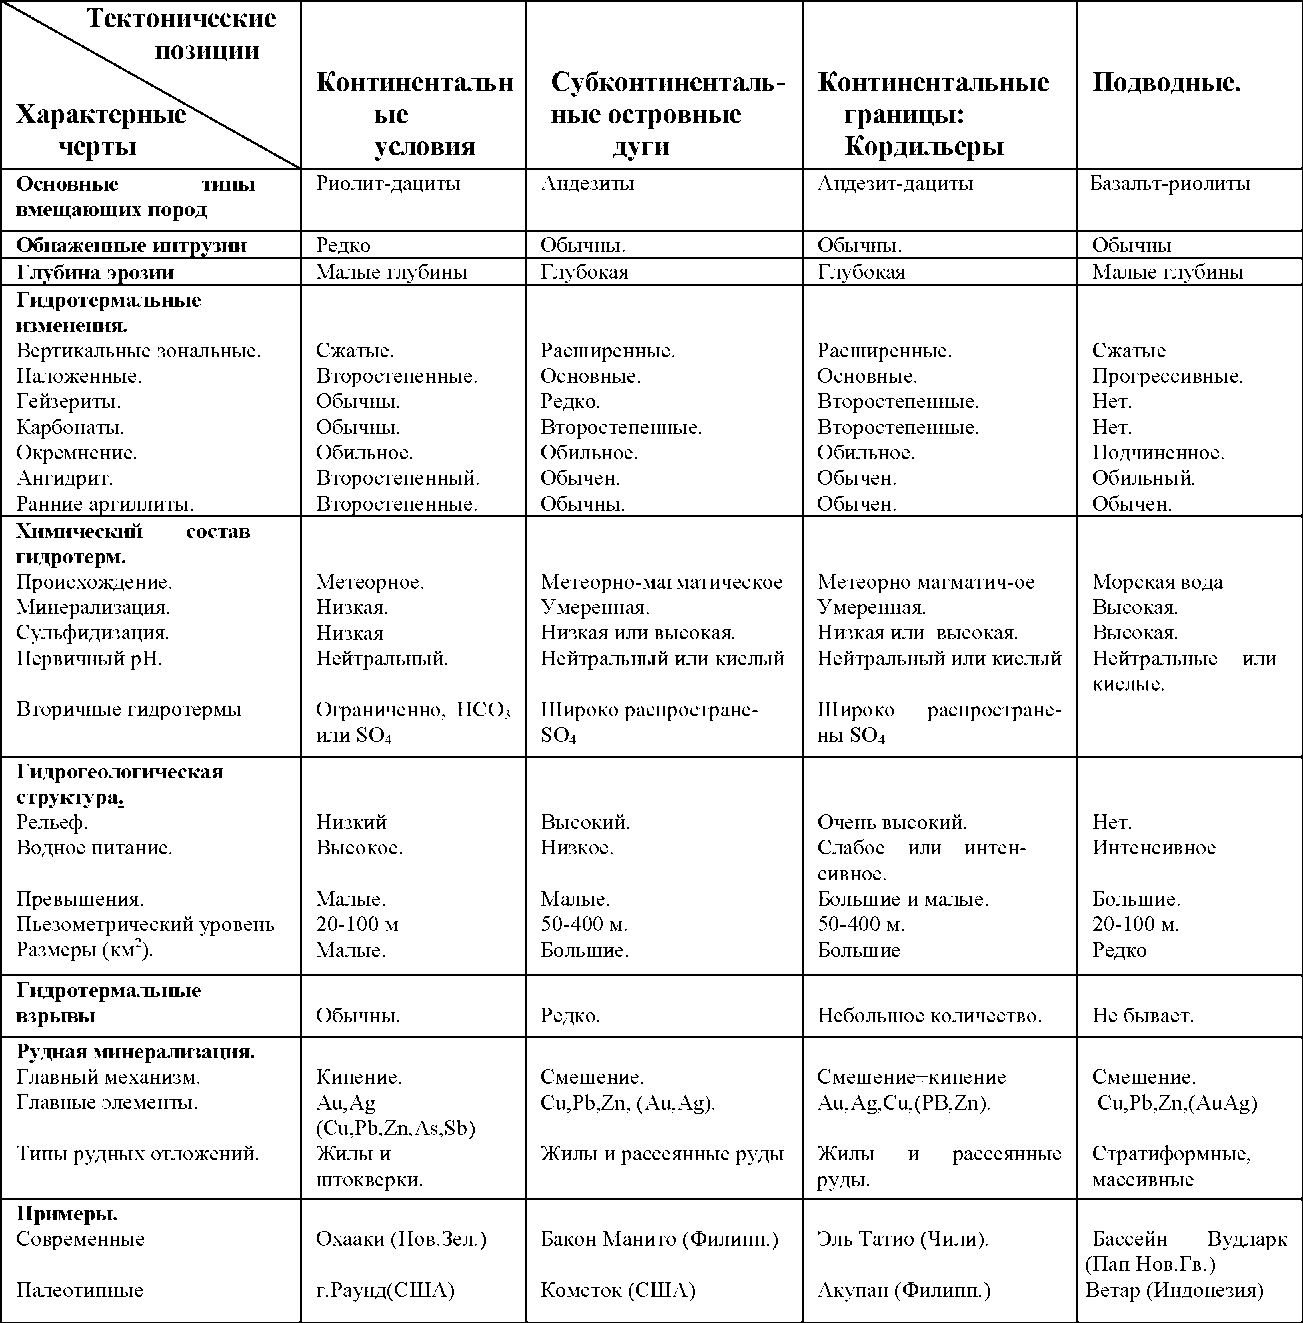 Тектонические
позиции
Характерные
черты
Континентальн
ые
условия
Субконтиненталь-
ные островные
дуги
Континентальные
границы:
Кордильеры
Подводные.
Основные типы
вмещающих пород
Риолит-дациты
Андезиты
Андезит-дациты
Базальт-риолиты
Обнаженные интрузии
Редко
Обычны.
Обычны.
Обычны
Глубина эрозии
Малые глубины
Глубокая
Глубокая
Малые глубины
Гидротермальные
изменения.
Вертикальные зональные.
Сжатые.
Расширенные.
Расширенные.
Сжатые
Наложенные.
Второстепенные.
Основные.
Основные.
Прогрессивные.
Гейзериты.
Обычны.
Редко.
Второстепенные.
Нет.
Карбонаты.
Обычны.
Второстепенные.
Второстепенные.
Нет.
Окремнение.
Обильное.
Обильное.
Обильное.
Подчиненное.
Ангидрит.
Второстепенный.
Обычен.
Обычен.
Обильный.
Ранние аргиллиты.
Второстепенные.
Обычны.
Обычен.
Обычен.
Химический состав
гидротерм.
Происхождение.
Метеорное.
Метеорно-магматическое
Метеорно магматич-ое
Морская вода
Минерализация.
Низкая.
Умеренная.
Умеренная.
Высокая.
Сульфидизация.
Низкая
Низкая или высокая.
Низкая или высокая.
Высокая.
Первичный pH.
Нейтральный.
Нейтральный или кислый
Нейтральный или кислый
Нейтральные или
кислые.
Вторичные гидротермы
Ограниченно, HCO3
или SO4
Широко распростране-
SO4
Широко распростране-
ны SO4
Гидрогеологическая
структура.
Рельеф.
Низкий
Высокий.
Очень высокий.
Нет.
Водное питание.
Высокое.
Низкое.
Слабое или интен-
сивное.
Интенсивное
Превышения.
Малые.
Малые.
Большие и малые.
Большие.
Пьезометрический уровень
20-100 м
50-400 м.
50-400 м.
20-100 м.
Размеры (км2).
Малые.
Большие.
Большие
Редко
Гидротермальные
взрывы
Обычны.
Редко.
Небольшое количество.
Не бывает.
Рудная минерализация.
Главный механизм.
Кипение.
Смешение.
Смешение–кипение
Смешение.
Главные элементы.
Au,Ag
(Cu,Pb,Zn,As,Sb)
Cu,Pb,Zn, (Au,Ag).
Au,Ag,Cu,(PB,Zn).
Cu,Pb,Zn,(AuAg)
Типы рудных отложений.
Жилы и
штокверки.
Жилы и рассеянные руды
Жилы и рассеянные
руды.
Стратиформные,
массивные
Примеры.
Современные
Охааки (Нов.Зел.)
Бакон Манито (Филипп.)
Эль Татио (Чили).
Бассейн Вудларк
(Пап Нов.Гв.)
Палеотипные
г.Раунд(США)
Комсток (США)
Акупан (Филипп.)
Ветар (Индонезия)